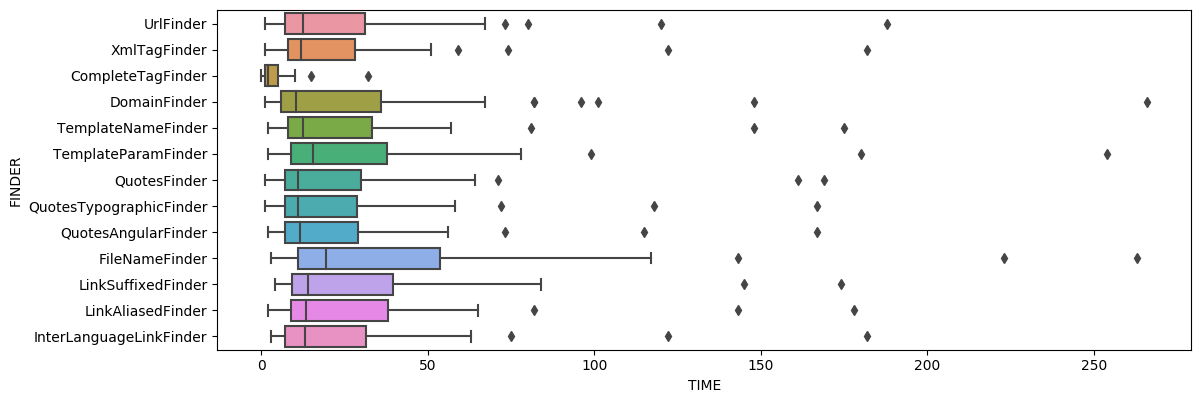 FINDER
UrlFinder
XmlTagFinder
CompleteTagFinder
DomainFinder
TemplateNameFinder
TemplateParamFinder
QuotesFinder
QuotesTypographicFinder
QuotesAngularFinder
FileNameFinder
LinkSuffixedFinder
LinkAliasedFinder
InterLanguageLinkFinder
0 50 100 150 200 250
TIME